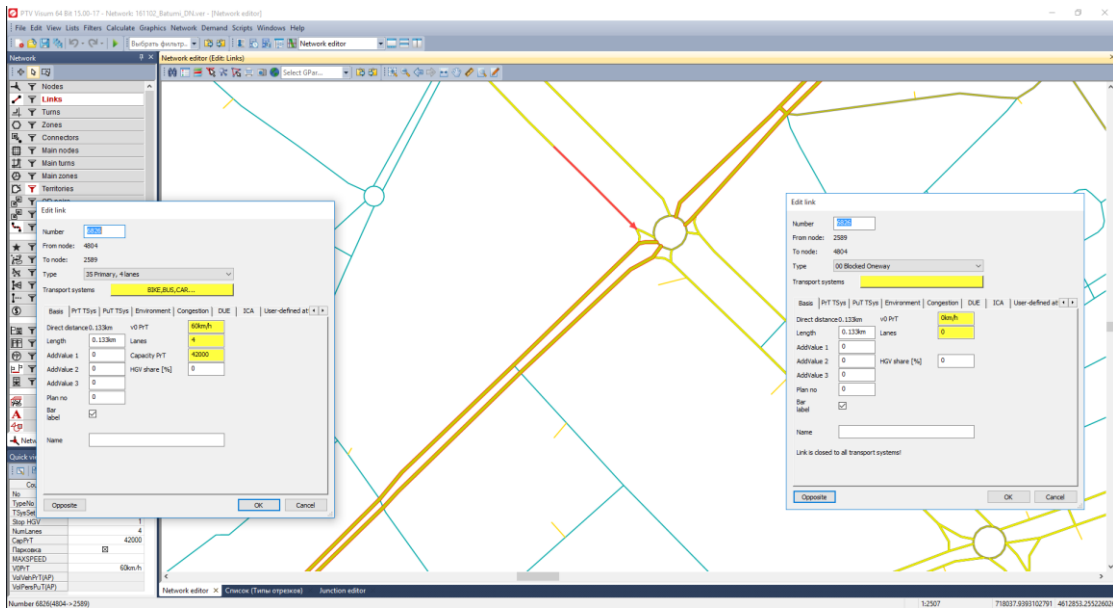 PTV Visum 64 Bit 15.00-17 - Network: 161102_Batumi_DN.ver - [Network editor]
File Edit View Lists Filters Calculate Graphics Network Demand Scripts Windows Help
Выбрать фильтр..
Network editor
Network
Network editor (Edit: Links)
Select GPar...
Nodes
Links
Turns
Zones
Connectors
Main nodes
Main turns
Main zones
Territories
Edit link
Number 6826
From node: 4804
To node: 2589
Type 35 Primary, 4 lanes
Transport systems BIKE,BUS,CAR...
Basis PrT TSys PuT TSys Environment Congestion DUE ICA User-defined at
Direct distance 0.133km v0 PrT 60km/h
Length 0.133km Lanes 4
AddValue 1 0 Capacity PrT 42000
AddValue 2 0 HGV share [%] 0
AddValue 3 0
Plan no 0
Bar label
Name
Opposite OK Cancel
Edit link
Number 6826
From node: 2589
To node: 4804
Type 00 Blocked Oneway
Transport systems
Basis PrT TSys PuT TSys Environment Congestion DUE ICA User-defined at
Direct distance 0.133km v0 PrT 0km/h
Length 0.133km Lanes 0
AddValue 1 0
AddValue 2 0 HGV share [%] 0
AddValue 3 0
Plan no 0
Bar label
Name
Link is closed to all transport systems!
Opposite OK Cancel
Netw
Quick vi
Cou
No
TypeNo
TSysSet
Stop HGV 1
NumLanes 4
CapPrT 42000
Парковка
MAXSPEED
V0PrT 60km/h
VolVehPrT(AP)
VolPersPuT(AP)
Network editor Список (Типы отрезков) Junction editor
Number 6826(4804->2589)
1:2507